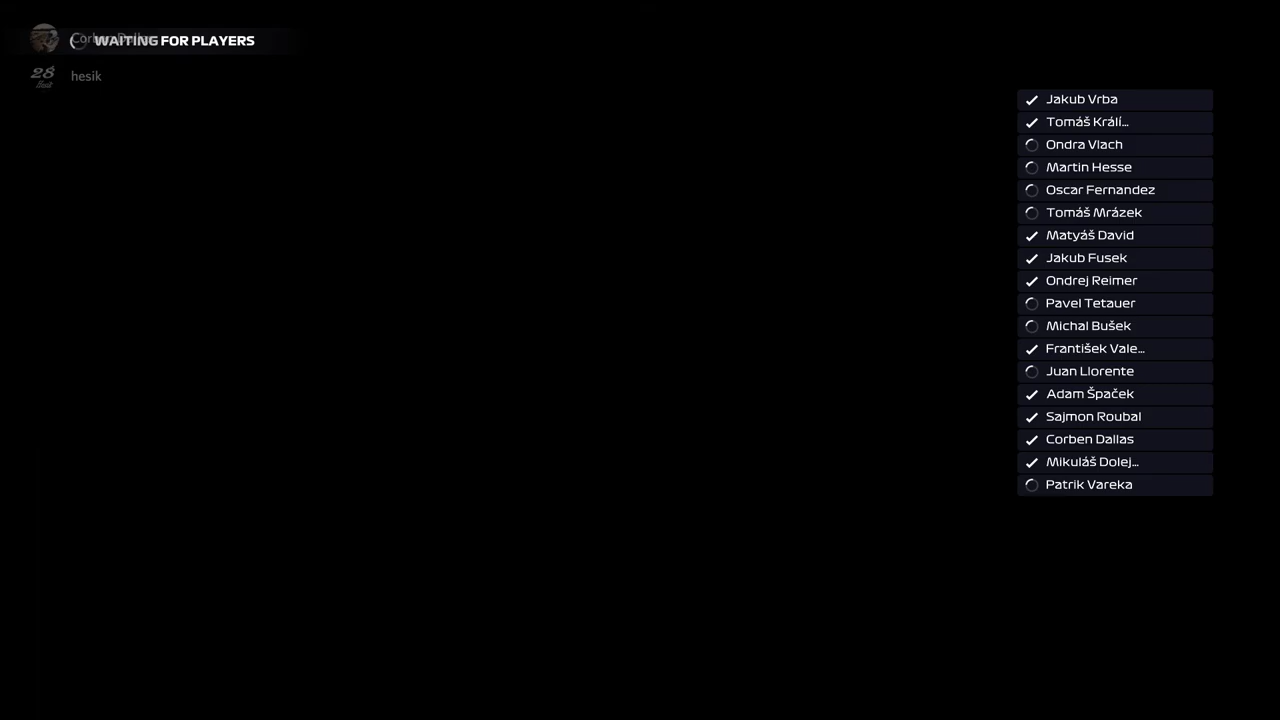 WAITING FOR PLAYERS
28
hesik
Jakub Vrba
Tomáš Králí...
Ondra Vlach
Martin Hesse
Oscar Fernandez
Tomáš Mrázek
Matyáš David
Jakub Fusek
Ondrej Reimer
Pavel Tetauer
Michal Bušek
František Vale...
Juan Llorente
Adam Špaček
Sajmon Roubal
Corben Dallas
Mikuláš Dolej...
Patrik Vareka